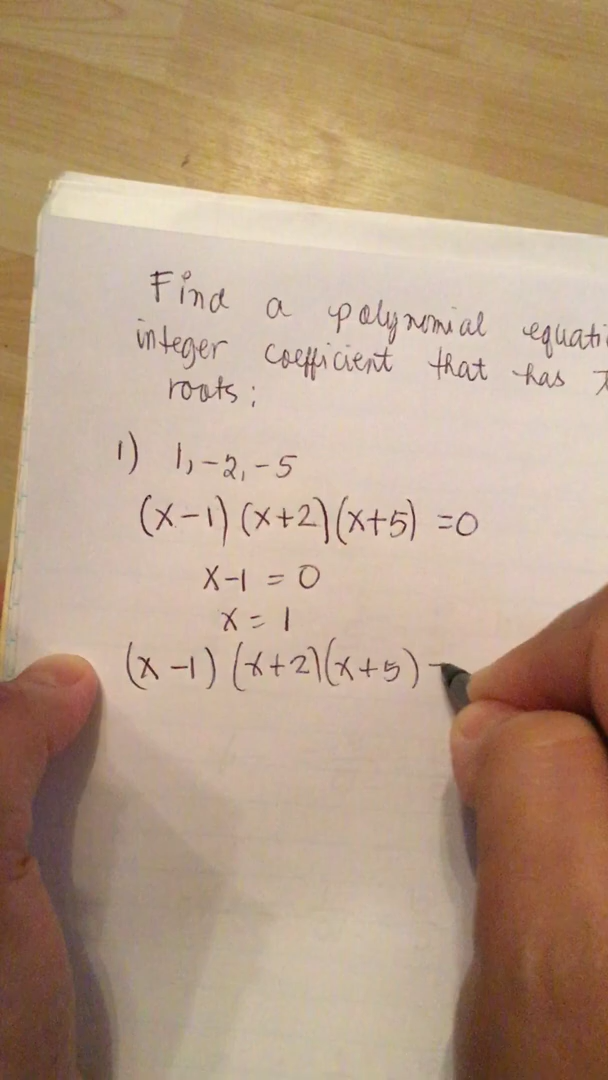 Find a polynomial equati
integer coefficient that has
roots:
1) 1, -2, -5
(x-1) (x+2)(x+5) =0
x-1 = 0
x = 1
(x -1) (x+2)(x+5) -